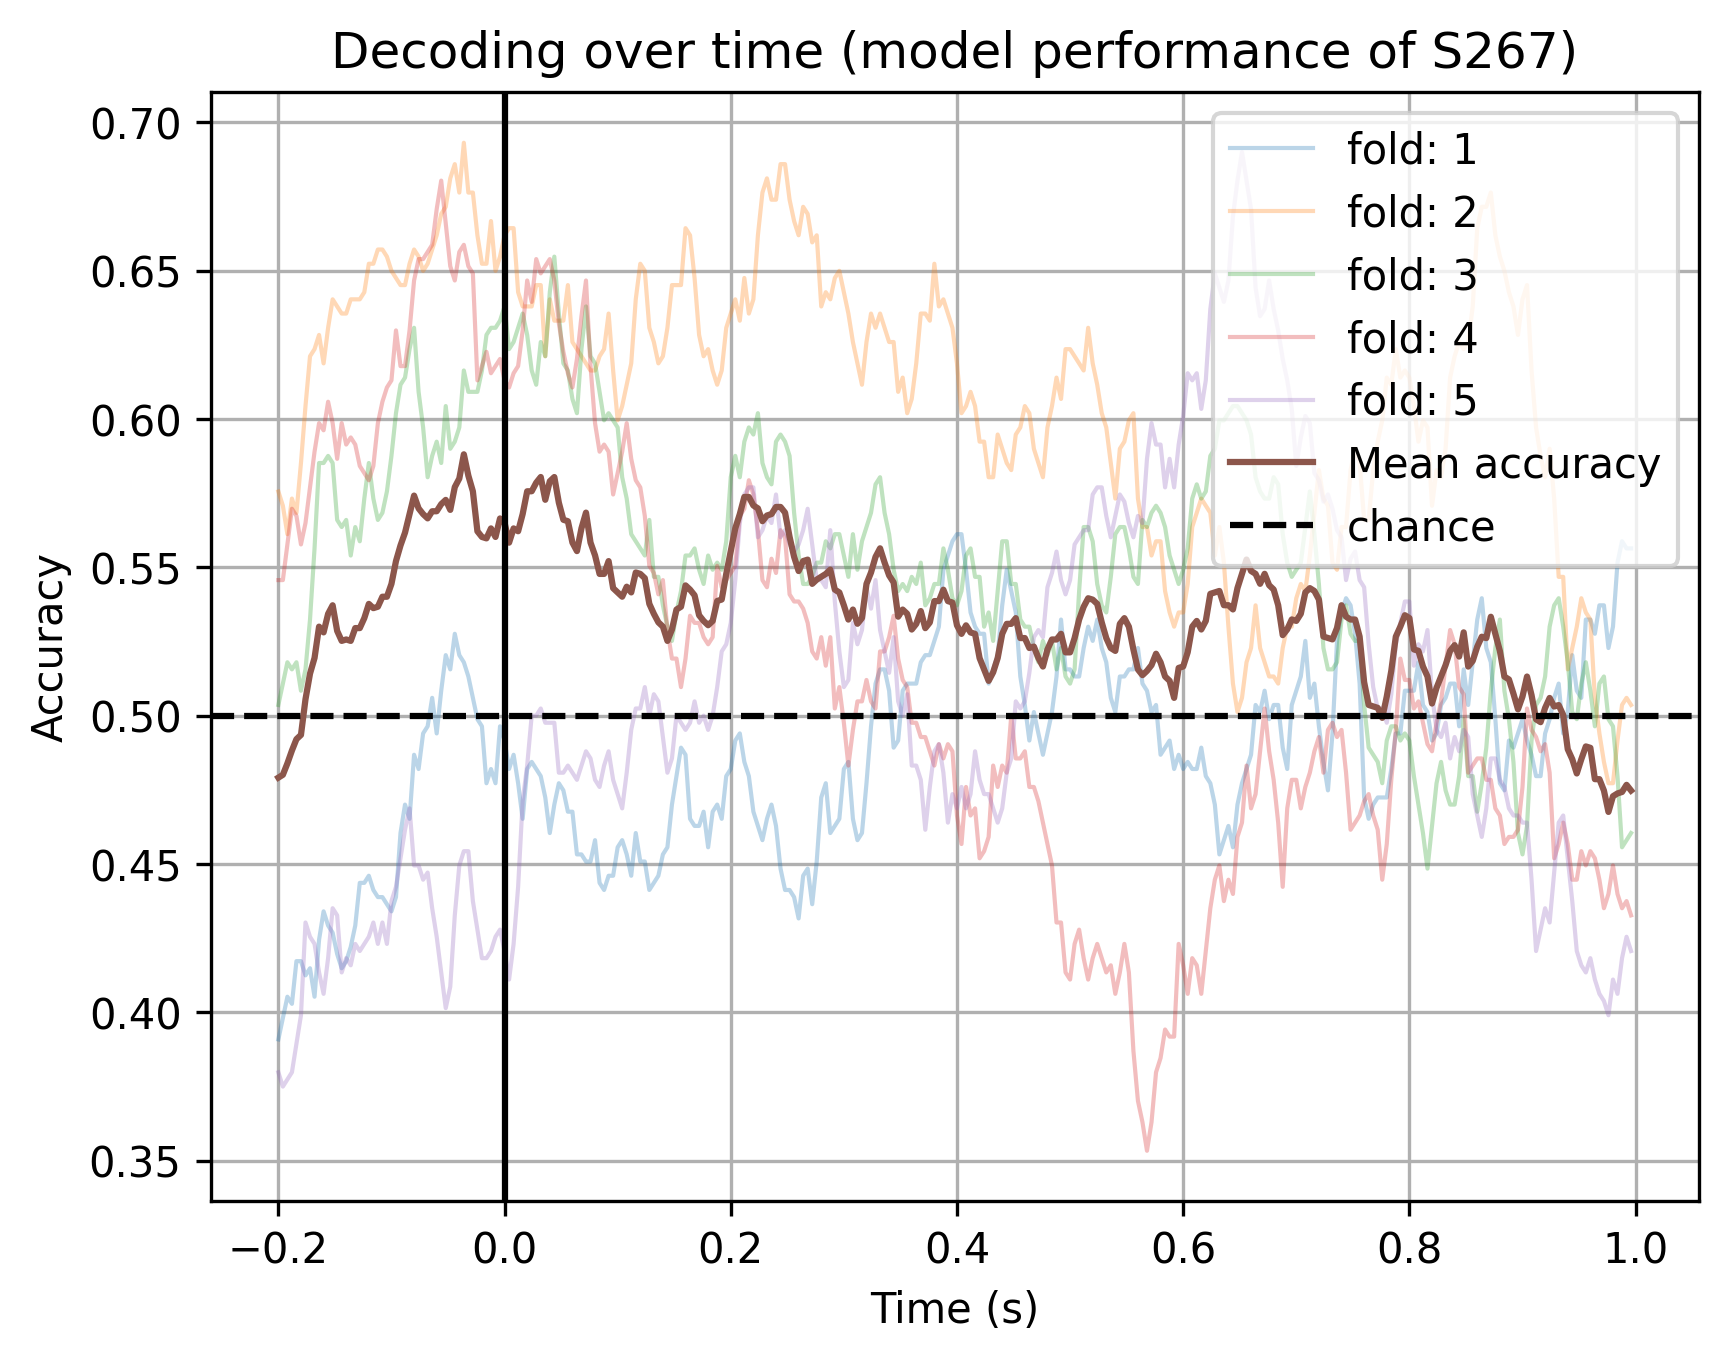 Decoding over time (model performance of S267)
0.70
0.65
0.60
0.55
0.50
0.45
0.40
0.35
Accuracy
fold: 1
fold: 2
fold: 3
fold: 4
fold: 5
Mean accuracy
chance
−0.2 0.0 0.2 0.4 0.6 0.8 1.0
Time (s)